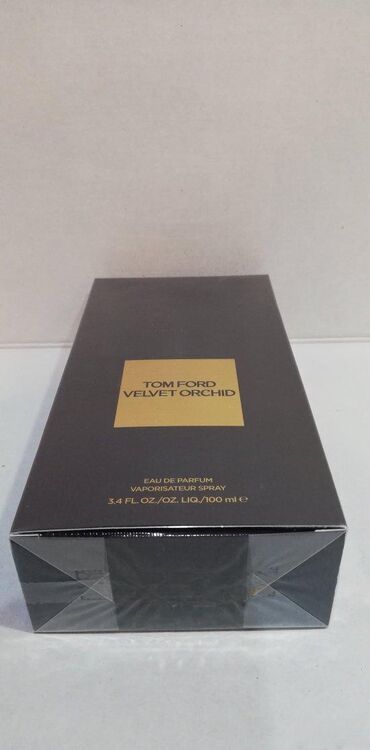 TOM FORD
VELVET ORCHID
EAU DE PARFUM
VAPORISATEUR SPRAY
3.4 FL. OZ./OZ. LIQ./100 ml ℮